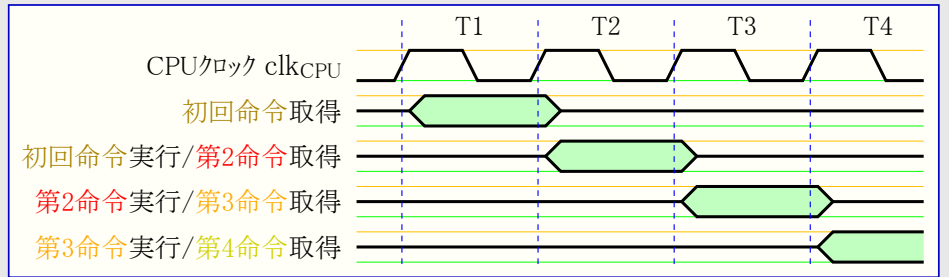 T1 T2 T3 T4
CPUクロック clkCPU
初回命令取得
初回命令実行/第2命令取得
第2命令実行/第3命令取得
第3命令実行/第4命令取得